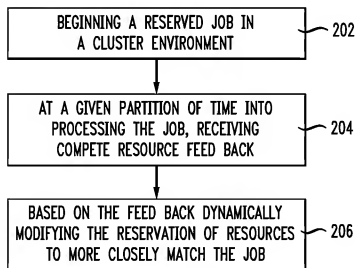 BEGINNING A RESERVED JOB IN
A CLUSTER ENVIRONMENT
202
AT A GIVEN PARTITION OF TIME INTO
PROCESSING THE JOB, RECEIVING
COMPETE RESOURCE FEED BACK
204
BASED ON THE FEED BACK DYNAMICALLY
MODIFYING THE RESERVATION OF RESOURCES
TO MORE CLOSELY MATCH THE JOB
206